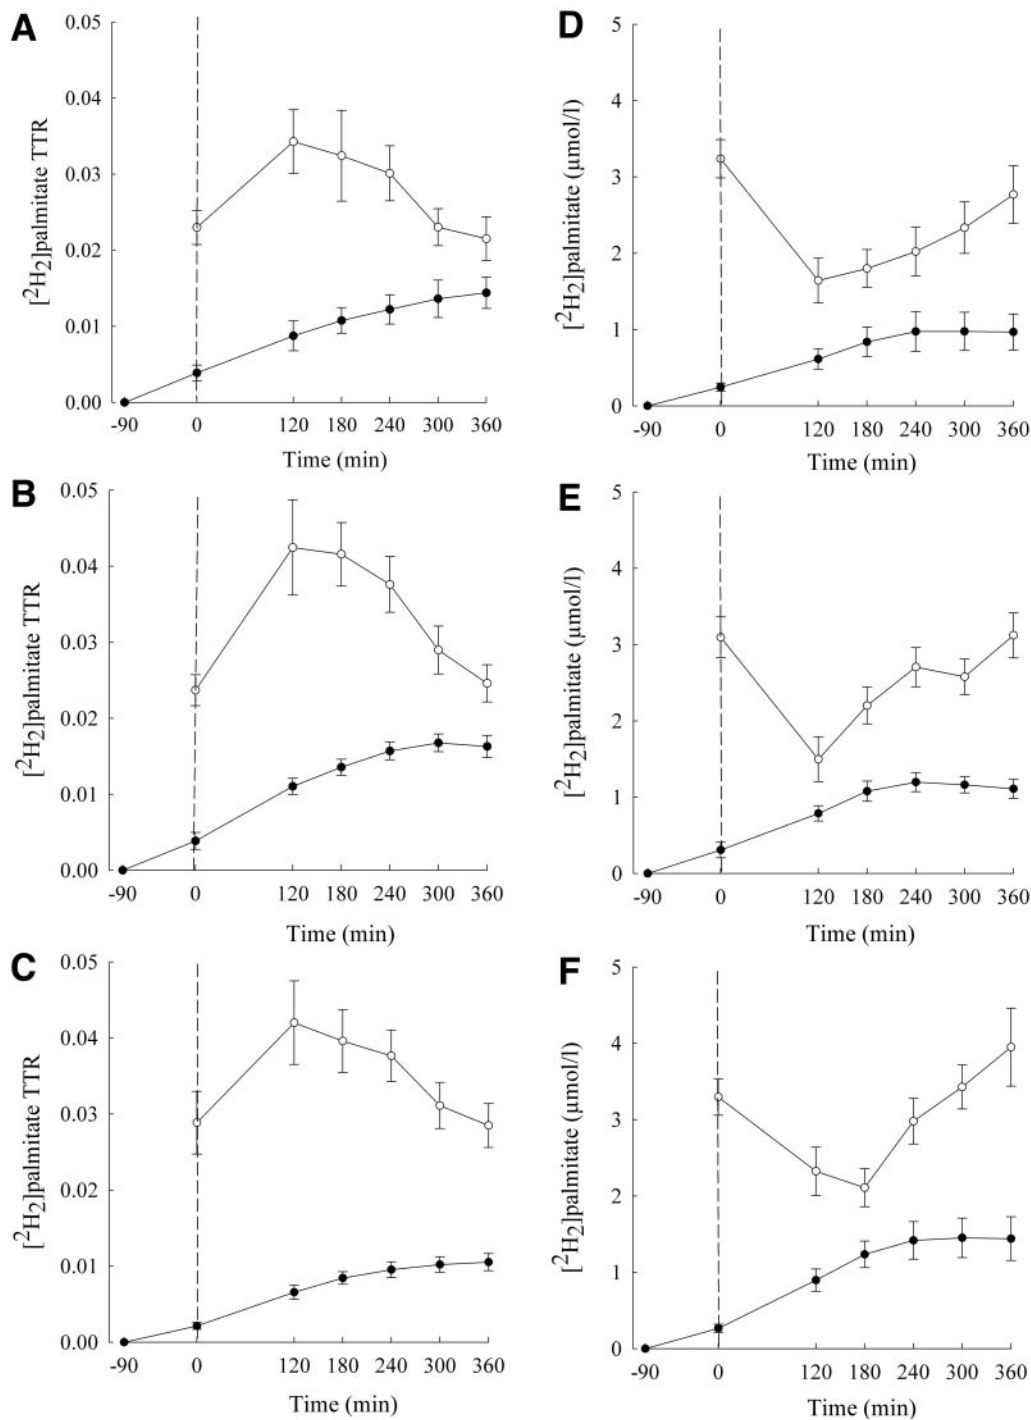 A
[²H₂]palmitate TTR
0.05
0.04
0.03
0.02
0.01
0.00
-90 0 120 180 240 300 360
Time (min)
D
[²H₂]palmitate (µmol/l)
5
4
3
2
1
0
-90 0 120 180 240 300 360
Time (min)
B
[²H₂]palmitate TTR
0.05
0.04
0.03
0.02
0.01
0.00
-90 0 120 180 240 300 360
Time (min)
E
[²H₂]palmitate (µmol/l)
5
4
3
2
1
0
-90 0 120 180 240 300 360
Time (min)
C
[²H₂]palmitate TTR
0.05
0.04
0.03
0.02
0.01
0.00
-90 0 120 180 240 300 360
Time (min)
F
[²H₂]palmitate (µmol/l)
5
4
3
2
1
0
-90 0 120 180 240 300 360
Time (min)